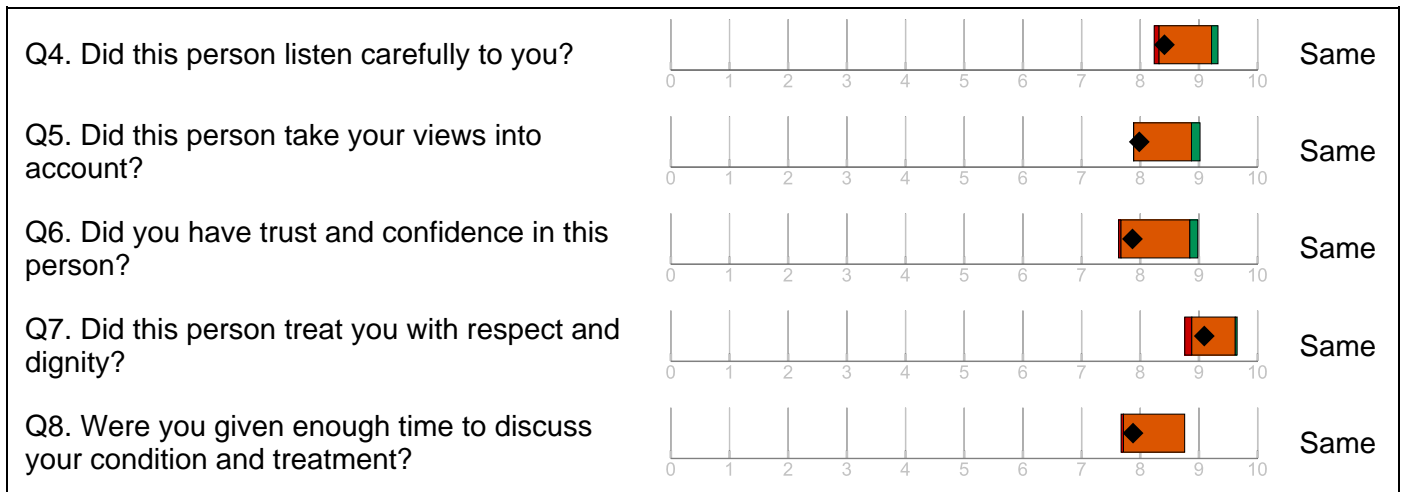 Q4. Did this person listen carefully to you?
Same
0 1 2 3 4 5 6 7 8 9 10
Q5. Did this person take your views into
account?
Same
0 1 2 3 4 5 6 7 8 9 10
Q6. Did you have trust and confidence in this
person?
Same
0 1 2 3 4 5 6 7 8 9 10
Q7. Did this person treat you with respect and
dignity?
Same
0 1 2 3 4 5 6 7 8 9 10
Q8. Were you given enough time to discuss
your condition and treatment?
Same
0 1 2 3 4 5 6 7 8 9 10